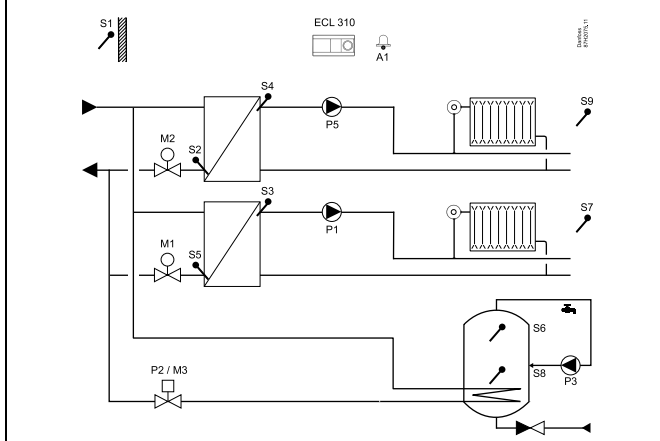 S1
ECL 310
A1
Danfoss
87H2075.11
S4
S9
P5
M2
S2
S3
S7
P1
M1
S5
S6
P2 / M3
S8
P3